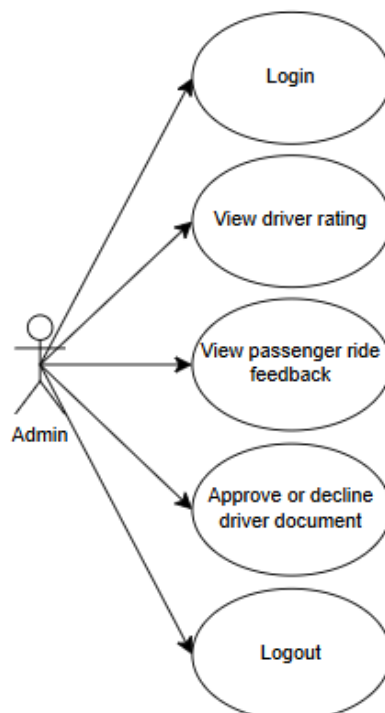 Login
View driver rating
View passenger ride
feedback
Admin
Approve or decline
driver document
Logout